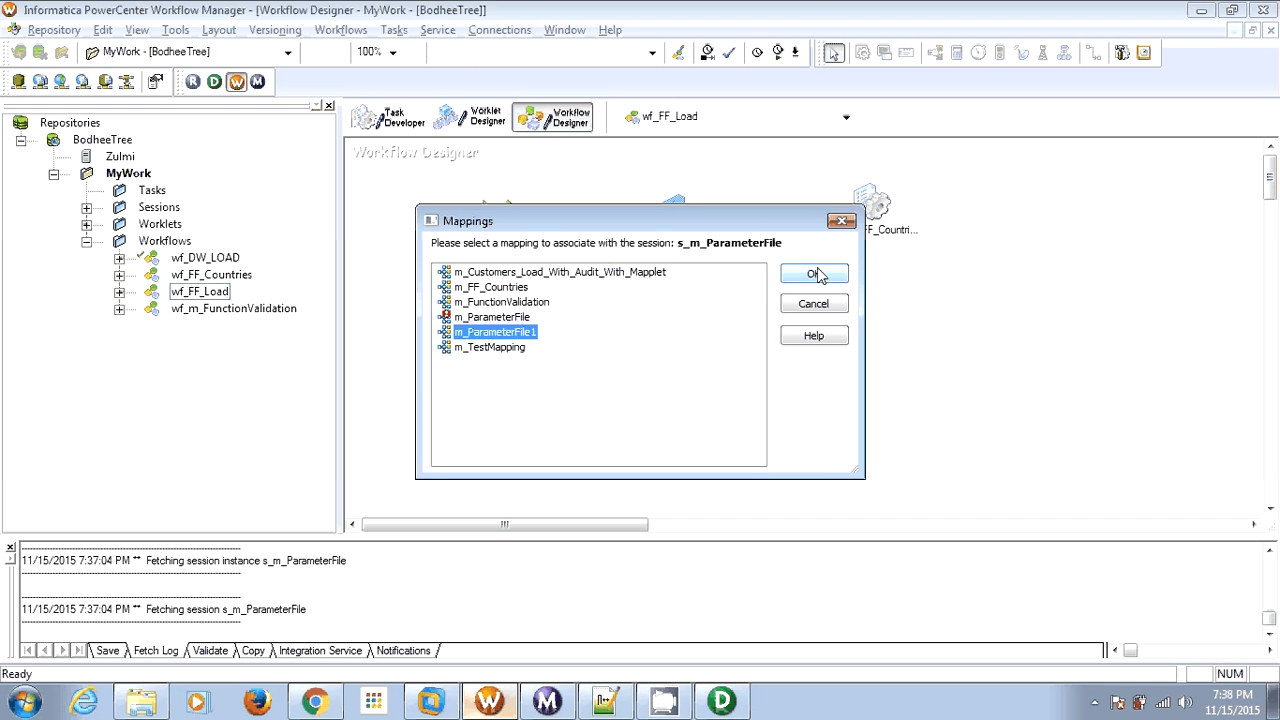 Informatica PowerCenter Workflow Manager - [Workflow Designer - MyWork - [BodheeTree]]
Repository Edit View Tools Layout Versioning Workflows Tasks Service Connections Window Help
MyWork - [BodheeTree]
100%
R D W M
Repositories
BodheeTree
Zulmi
MyWork
Tasks
Sessions
Worklets
Workflows
wf_DW_LOAD
wf_FF_Countries
wf_FF_Load
wf_m_FunctionValidation
Task Developer
Worklet Designer
Workflow Designer
wf_FF_Load
Workflow Designer
FF_Countri...
Mappings
Please select a mapping to associate with the session: s_m_ParameterFile
m_Customers_Load_With_Audit_With_Mapplet
m_FF_Countries
m_FunctionValidation
m_ParameterFile
m_ParameterFile1
m_TestMapping
Cancel
Help
11/15/2015 7:37:04 PM ** Fetching session instance s_m_ParameterFile
11/15/2015 7:37:04 PM ** Fetching session s_m_ParameterFile
Save Fetch Log Validate Copy Integration Service Notifications
Ready
NUM
W M D
7:38 PM
11/15/2015